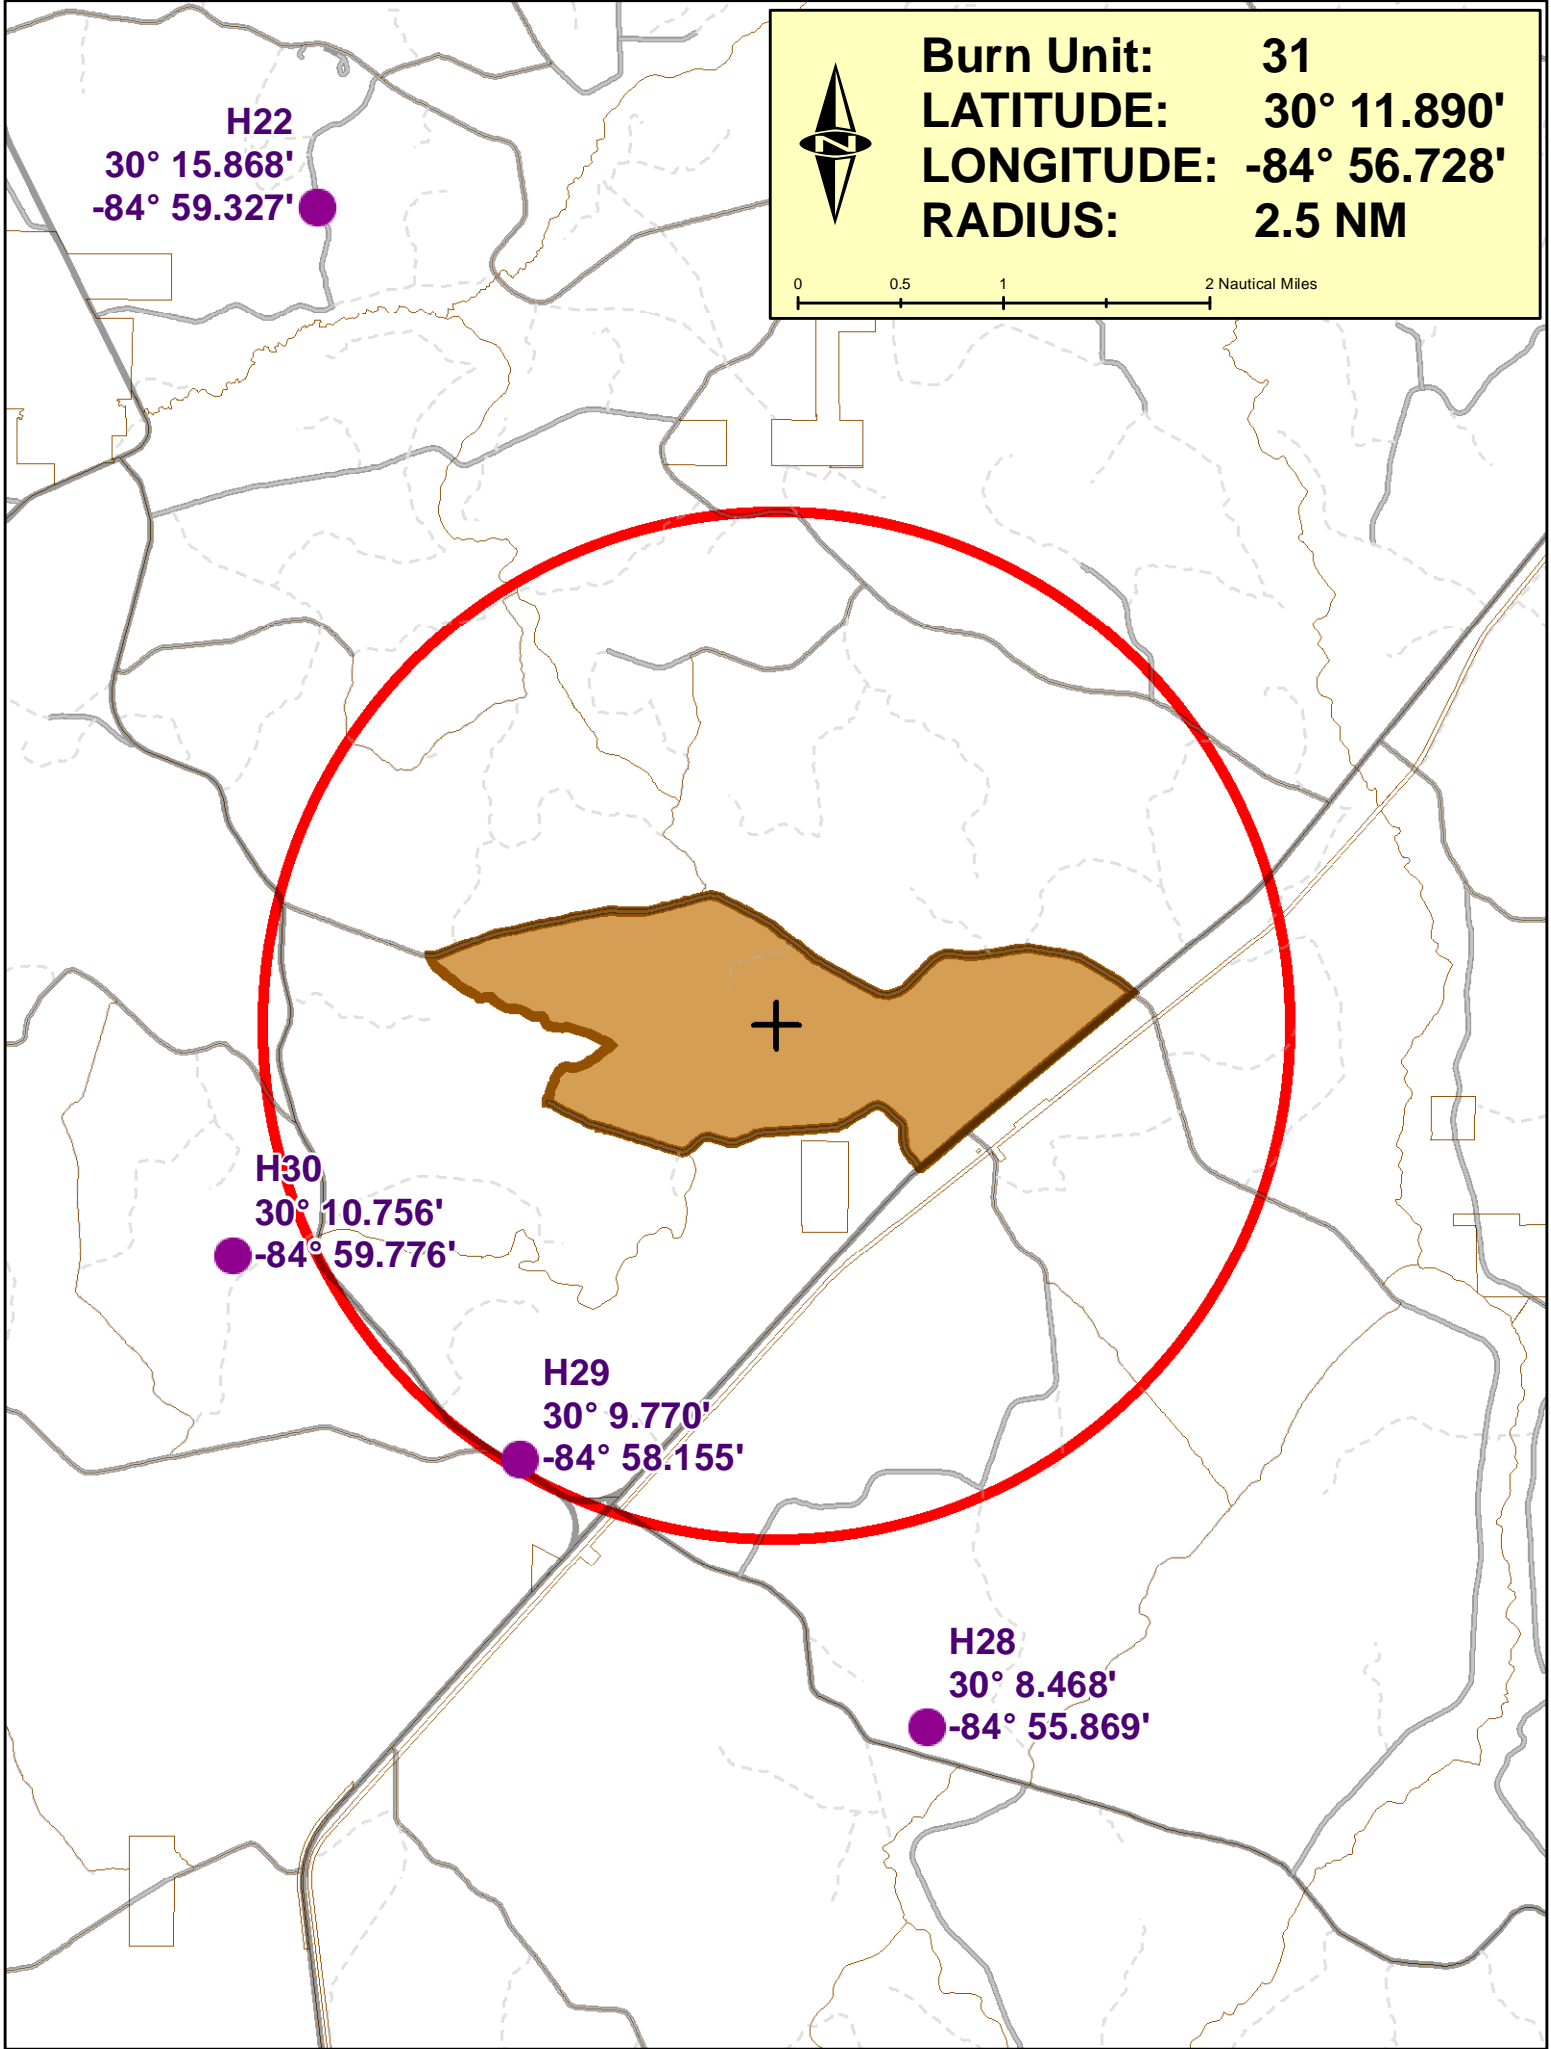 Burn Unit: 31
LATITUDE: 30° 11.890'
LONGITUDE: -84° 56.728'
RADIUS: 2.5 NM
N
0 0.5 1 2 Nautical Miles
H22
30° 15.868'
-84° 59.327'
H30
30° 10.756'
-84° 59.776'
H29
30° 9.770'
-84° 58.155'
H28
30° 8.468'
-84° 55.869'